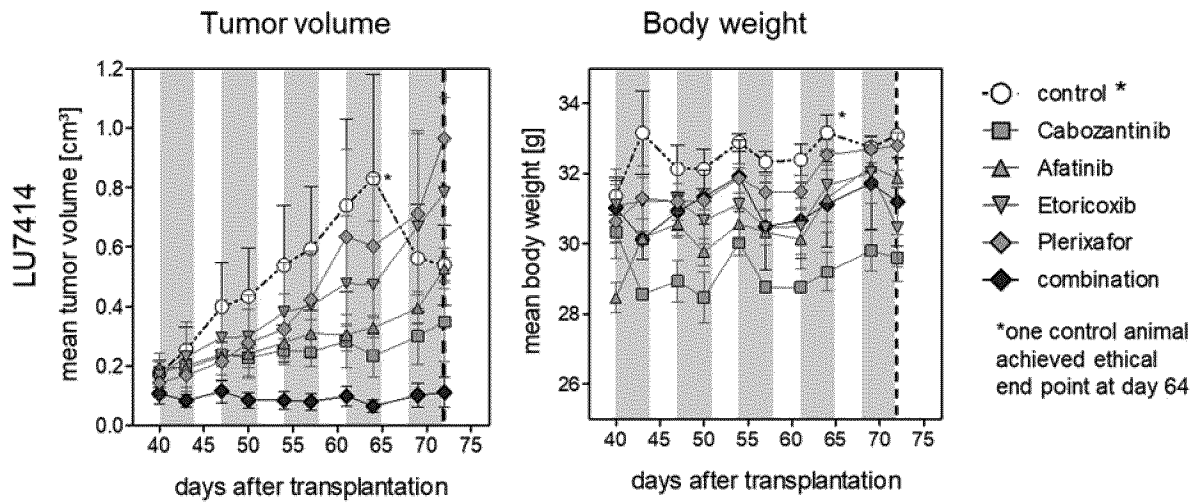 Tumor volume
Body weight
LU7414
mean tumor volume [cm³]
1.2
1.0
0.8
0.6
0.4
0.2
0.0
*
40 45 50 55 60 65 70 75
days after transplantation
mean body weight [g]
34
32
30
28
26
*
40 45 50 55 60 65 70 75
days after transplantation
control *
Cabozantinib
Afatinib
Etoricoxib
Plerixafor
combination
*one control animal
achieved ethical
end point at day 64